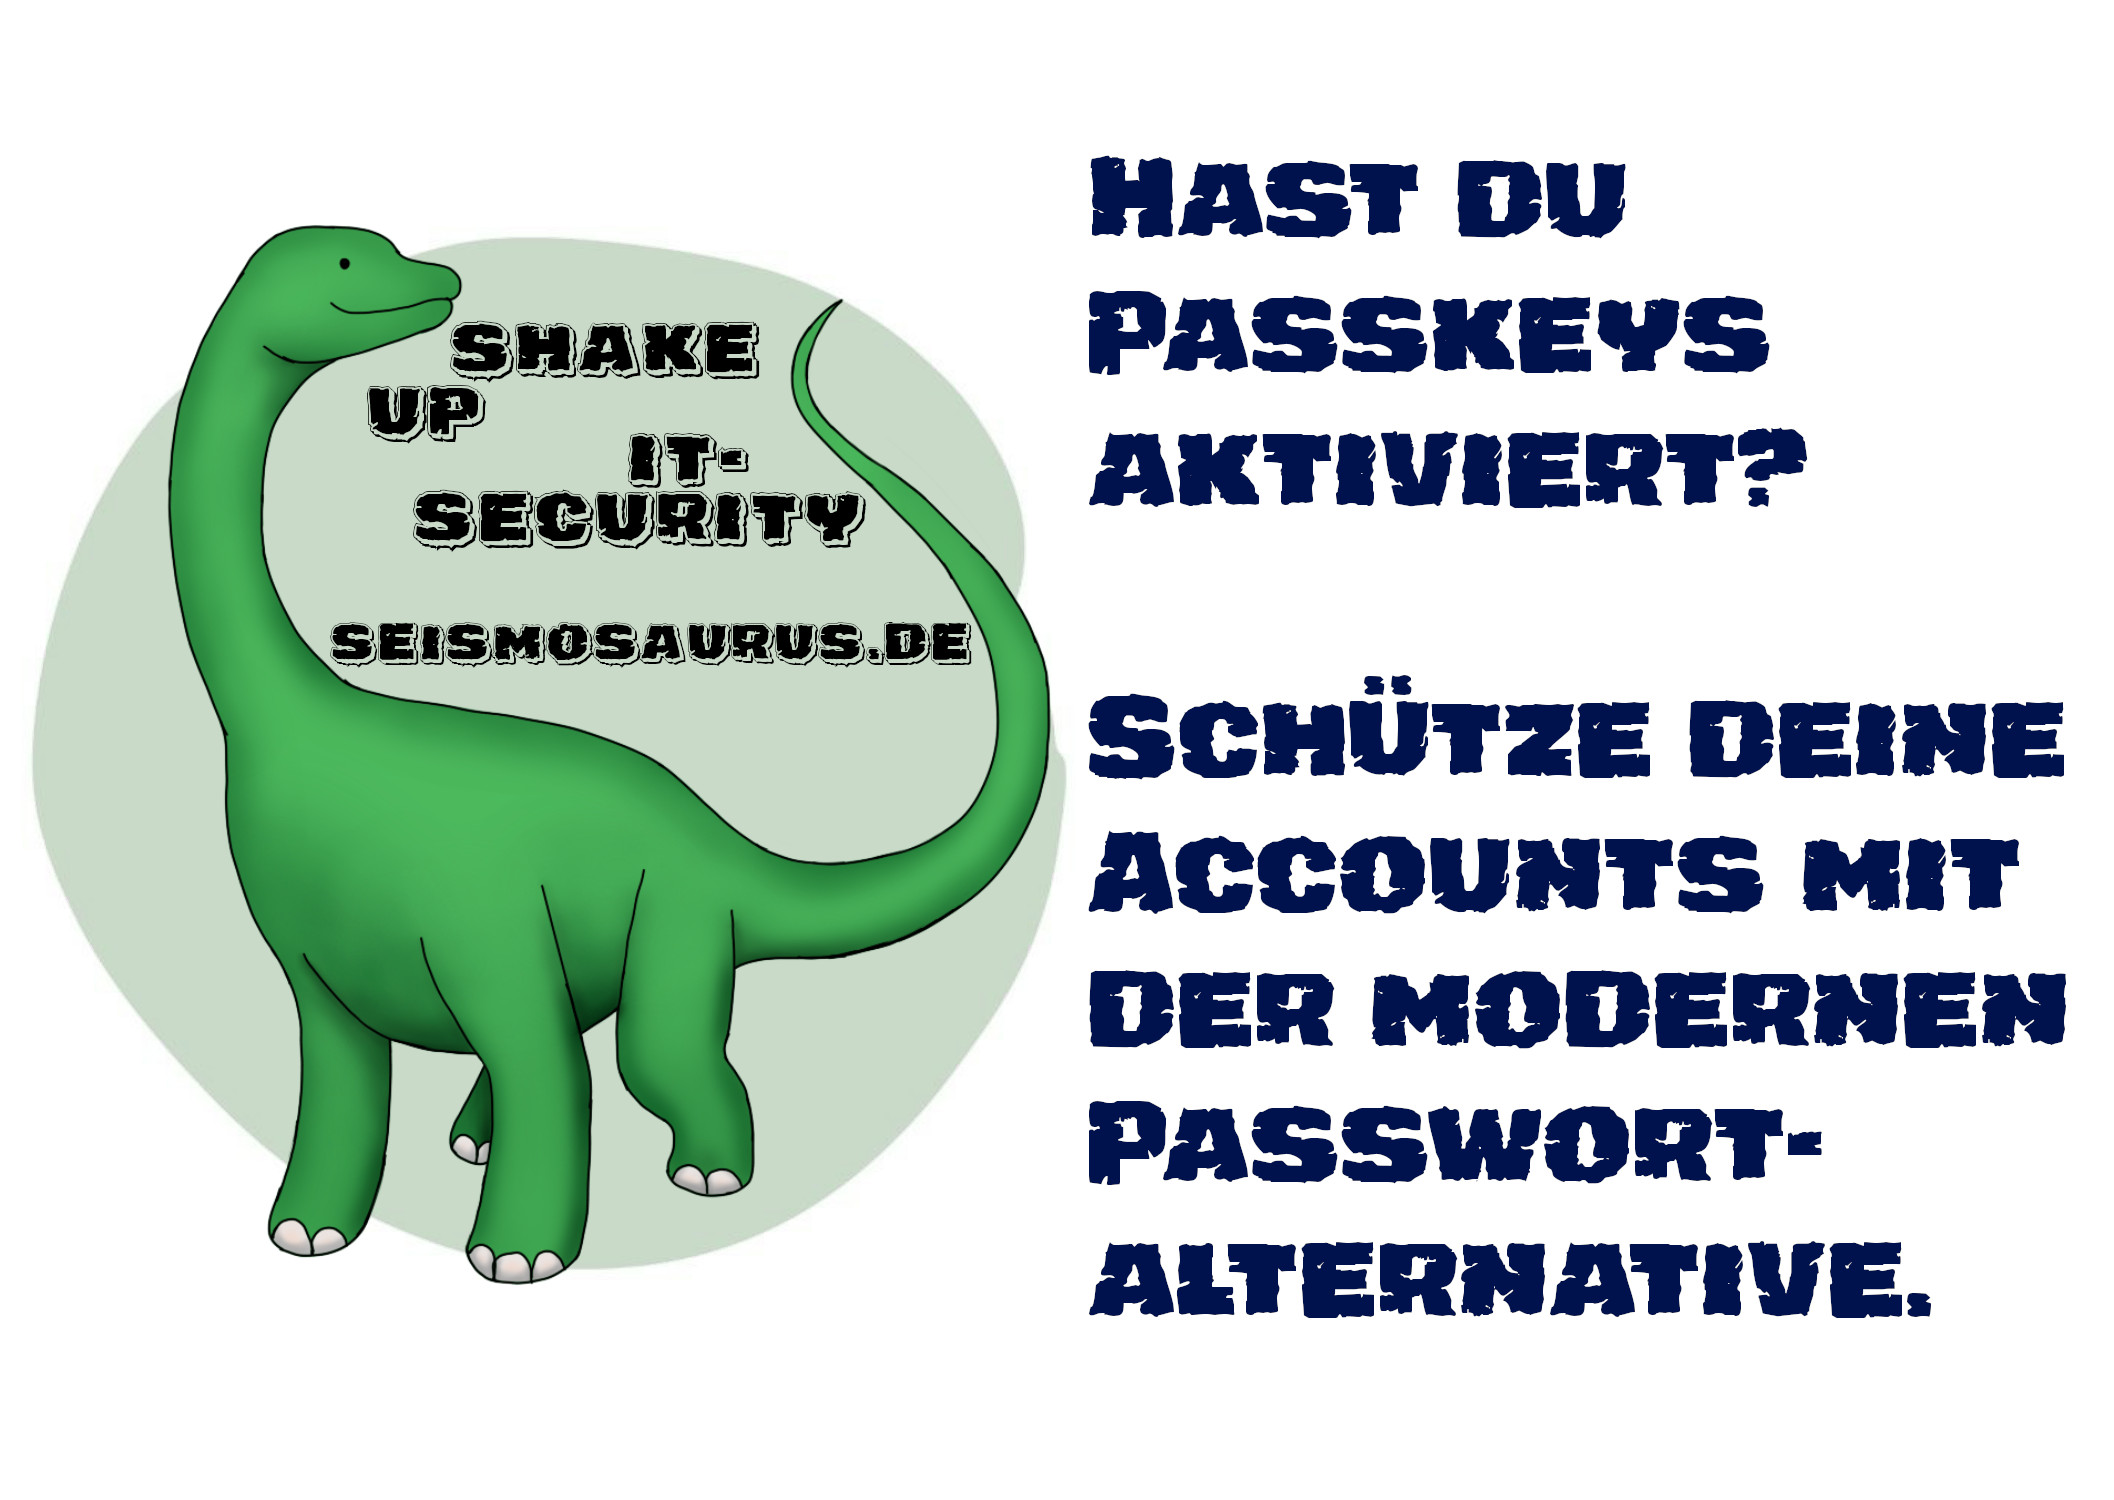 SHAKE
UP
IT-
SECURITY
SEISMOSAURUS.DE
Hast Du
Passkeys
aktiviert?
Schütze Deine
Accounts mit
der modernen
Passwort-
alternative.